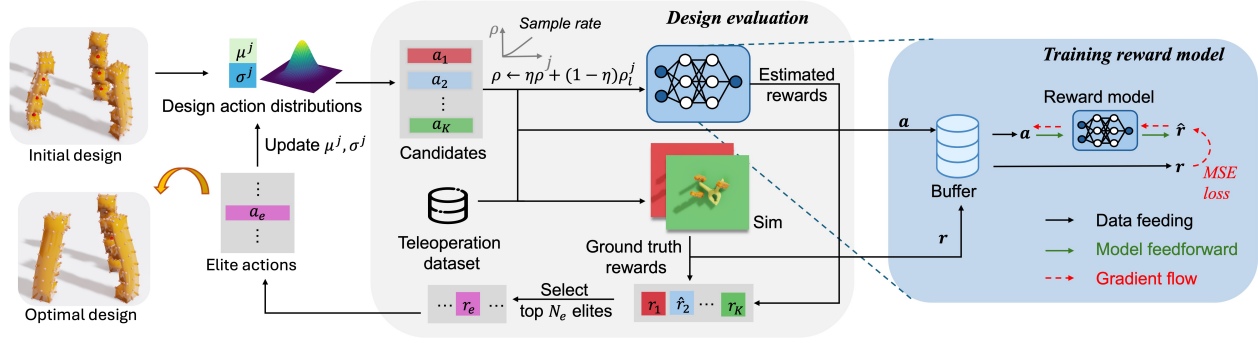 Initial design
Optimal design
μ^j
σ^j
Design action distributions
Update μ^j, σ^j
⋮
a_e
⋮
Elite actions
Design evaluation
a_1
a_2
⋮
a_K
Candidates
ρ
Sample rate
j
ρ ← ηρ + (1 − η)ρ_l^j
Estimated
rewards
Teleoperation
dataset
Sim
Ground truth
rewards
⋯ r_e ⋯
Select
top N_e elites
r_1 r̂_2 ⋯ r_K
a
r
Training reward model
Reward model
Buffer
a
r̂
r
MSE
loss
Data feeding
Model feedforward
Gradient flow